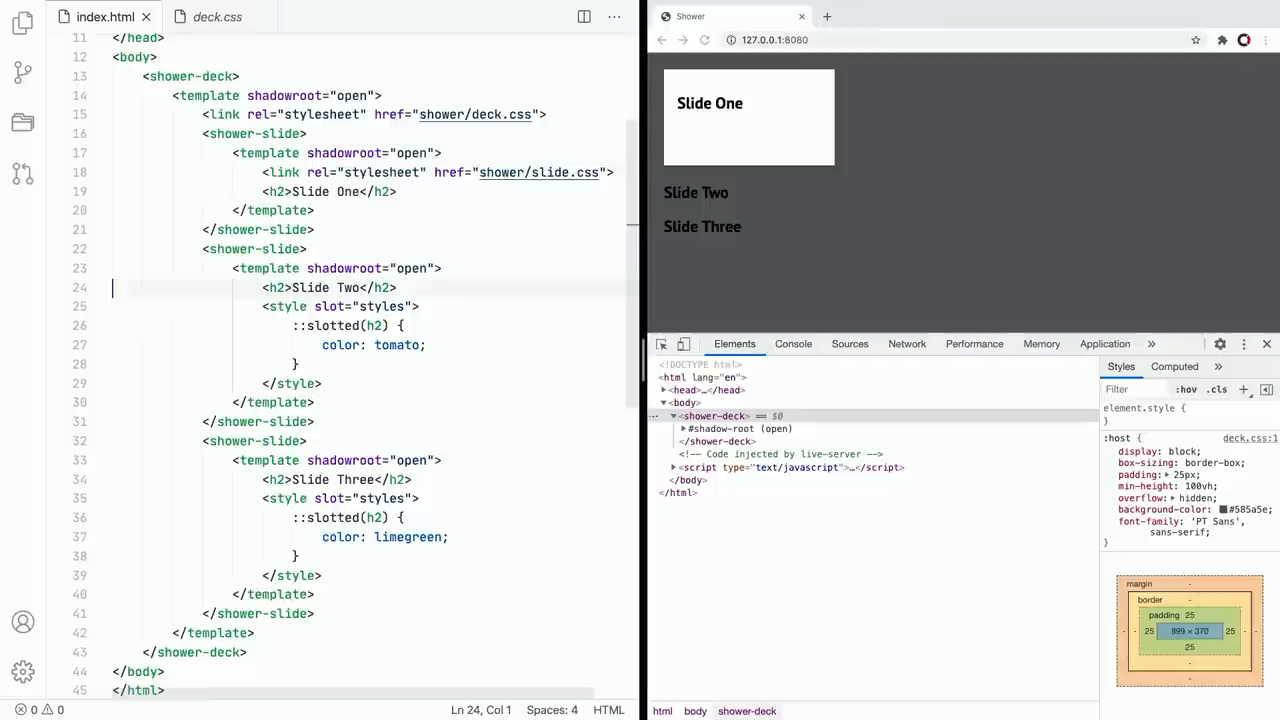 index.html
deck.css
11 </head>
12 <body>
13 <shower-deck>
14 <template shadowroot="open">
15 <link rel="stylesheet" href="shower/deck.css">
16 <shower-slide>
17 <template shadowroot="open">
18 <link rel="stylesheet" href="shower/slide.css">
19 <h2>Slide One</h2>
20 </template>
21 </shower-slide>
22 <shower-slide>
23 <template shadowroot="open">
24 <h2>Slide Two</h2>
25 <style slot="styles">
26 ::slotted(h2) {
27 color: tomato;
28 }
29 </style>
30 </template>
31 </shower-slide>
32 <shower-slide>
33 <template shadowroot="open">
34 <h2>Slide Three</h2>
35 <style slot="styles">
36 ::slotted(h2) {
37 color: limegreen;
38 }
39 </style>
40 </template>
41 </shower-slide>
42 </template>
43 </shower-deck>
44 </body>
45 </html>
0 0
Ln 24, Col 1 Spaces: 4 HTML
Shower
127.0.0.1:8080
Slide One
Slide Two
Slide Three
Elements Console Sources Network Performance Memory Application »
<!DOCTYPE html>
<html lang="en">
<head>…</head>
<body>
<shower-deck> == $0
#shadow-root (open)
</shower-deck>
<!-- Code injected by live-server -->
<script type="text/javascript">…</script>
</body>
</html>
html body shower-deck
Styles Computed »
Filter :hov .cls +
element.style {
}
:host { deck.css:1
display: block;
box-sizing: border-box;
padding: 25px;
min-height: 100vh;
overflow: hidden;
background-color: #585a5e;
font-family: 'PT Sans',
sans-serif;
}
margin -
border -
padding 25
- - 25 899 × 370 25 - -
25
-
-